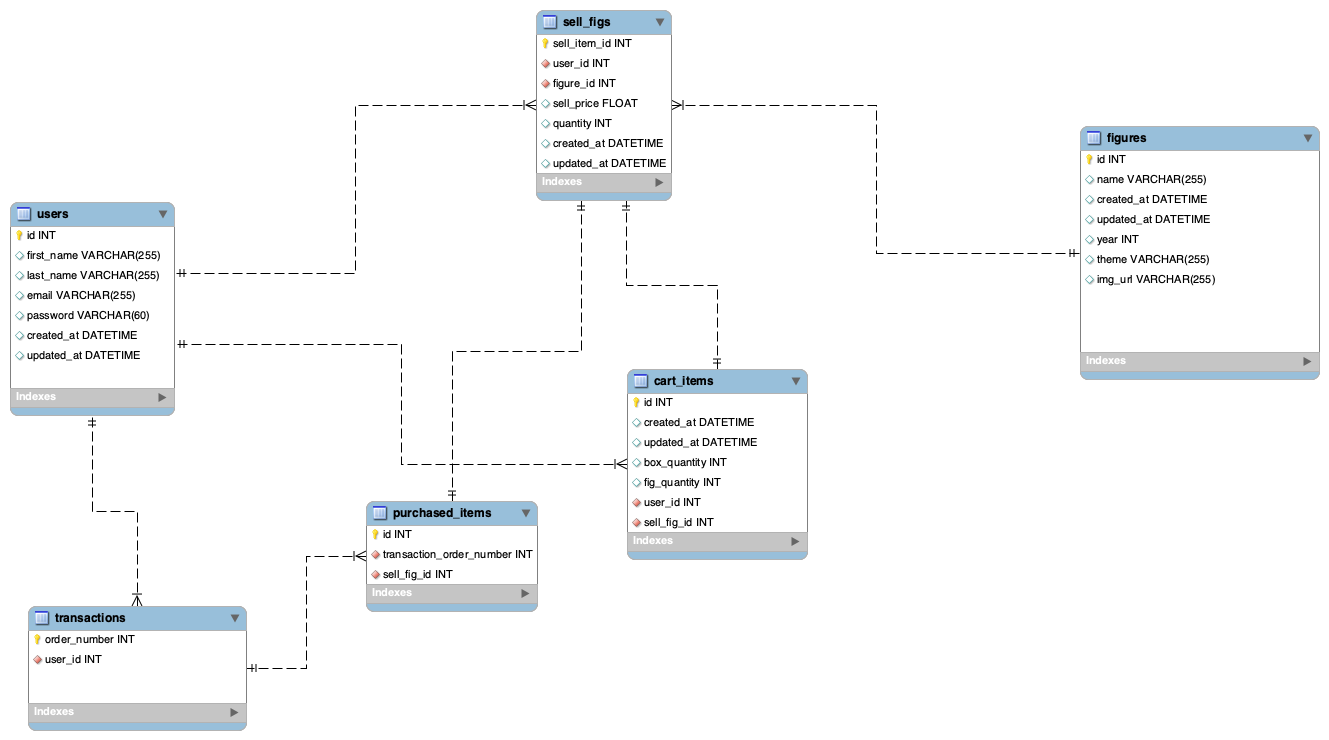 sell_figs
sell_item_id INT
user_id INT
figure_id INT
sell_price FLOAT
quantity INT
created_at DATETIME
updated_at DATETIME
Indexes
figures
id INT
name VARCHAR(255)
created_at DATETIME
updated_at DATETIME
year INT
theme VARCHAR(255)
img_url VARCHAR(255)
Indexes
users
id INT
first_name VARCHAR(255)
last_name VARCHAR(255)
email VARCHAR(255)
password VARCHAR(60)
created_at DATETIME
updated_at DATETIME
Indexes
cart_items
id INT
created_at DATETIME
updated_at DATETIME
box_quantity INT
fig_quantity INT
user_id INT
sell_fig_id INT
Indexes
purchased_items
id INT
transaction_order_number INT
sell_fig_id INT
Indexes
transactions
order_number INT
user_id INT
Indexes